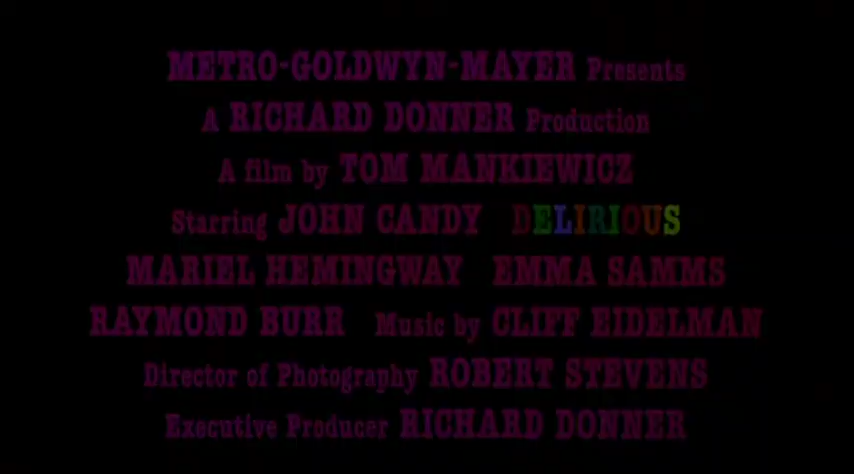 METRO-GOLDWYN-MAYER Presents
A RICHARD DONNER Production
A film by TOM MANKIEWICZ
Starring JOHN CANDY DELIRIOUS
MARIEL HEMINGWAY EMMA SAMMS
RAYMOND BURR Music by CLIFF EIDELMAN
Director of Photography ROBERT STEVENS
Executive Producer RICHARD DONNER